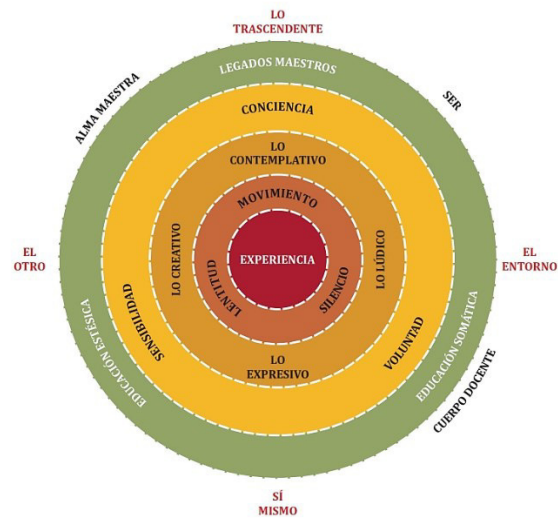 LO
TRASCENDENTE
LEGADOS MAESTROS
ALMA MAESTRA
SER
CONCIENCIA
LO
CONTEMPLATIVO
MOVIMIENTO
EL
OTRO
LO CREATIVO
LENTITUD
EXPERIENCIA
SILENCIO
LO LÚDICO
EL
ENTORNO
EDUCACIÓN ESTÉSICA
SENSIBILIDAD
VOLUNTAD
EDUCACIÓN SOMÁTICA
CUERPO DOCENTE
LO
EXPRESIVO
SÍ
MISMO